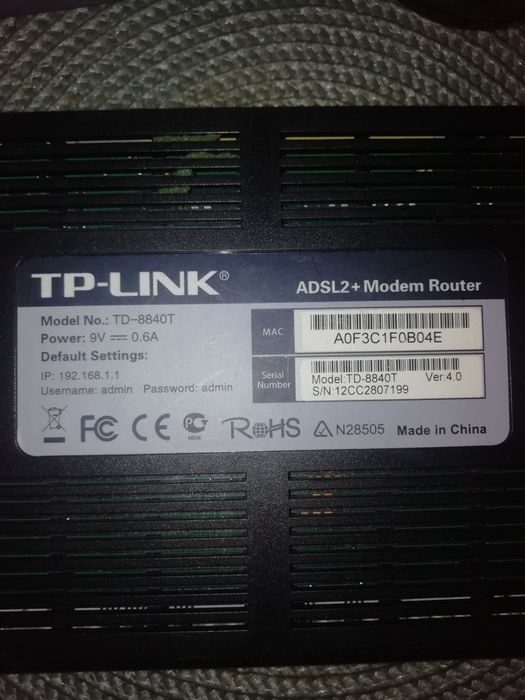 TP-LINK®
ADSL2+ Modem Router
Model No.: TD-8840T
Power: 9V 0.6A
Default Settings:
IP: 192.168.1.1
Username: admin Password: admin
MAC
A0F3C1F0B04E
Serial Number
Model:TD-8840T Ver:4.0
S/N:12CC2807199
FC CE
RoHS
N28505
Made in China